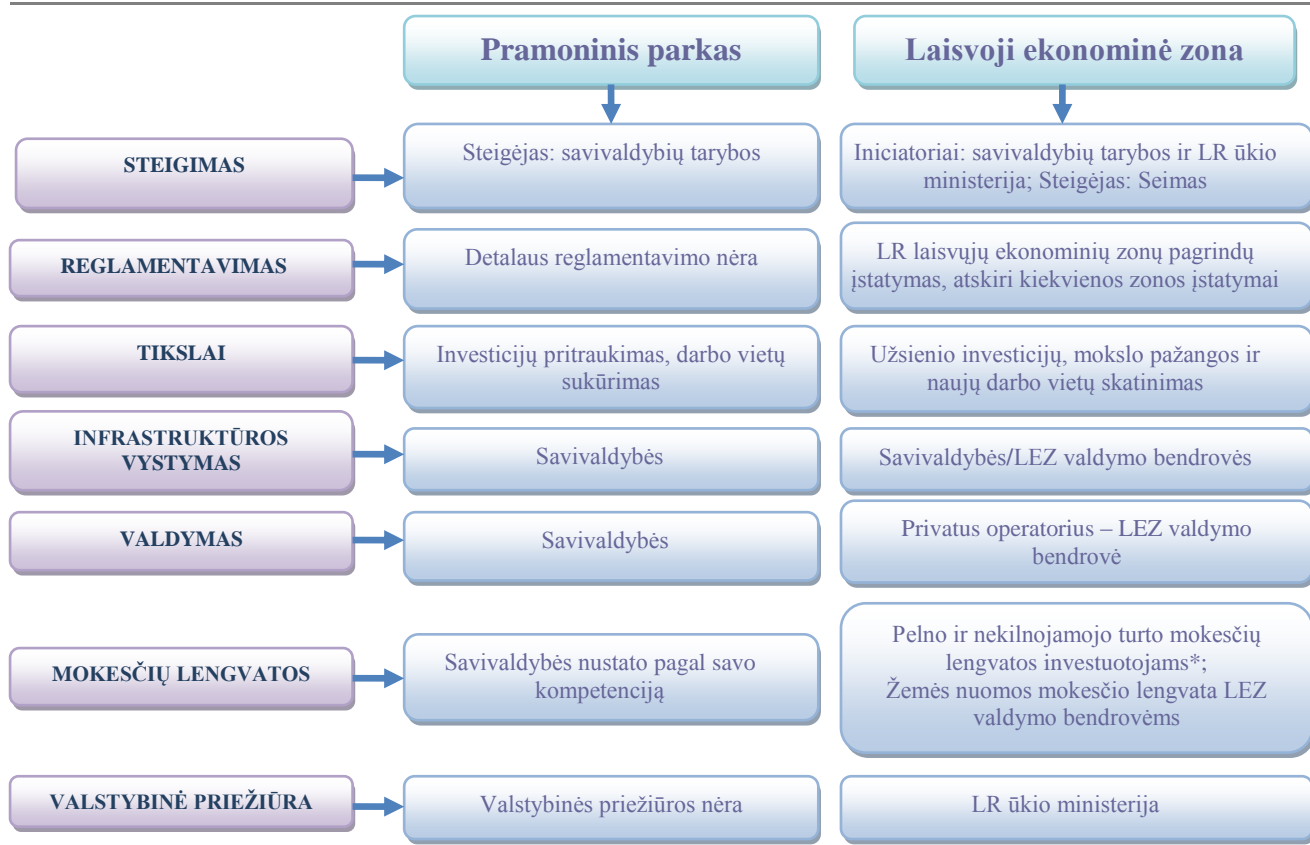 Pramoninis parkas
Laisvoji ekonominė zona
STEIGIMAS
Steigėjas: savivaldybių tarybos
Iniciatoriai: savivaldybių tarybos ir LR ūkio
ministerija; Steigėjas: Seimas
REGLAMENTAVIMAS
Detalaus reglamentavimo nėra
LR laisvųjų ekonominių zonų pagrindų
įstatymas, atskiri kiekvienos zonos įstatymai
TIKSLAI
Investicijų pritraukimas, darbo vietų
sukūrimas
Užsienio investicijų, mokslo pažangos ir
naujų darbo vietų skatinimas
INFRASTRUKTŪROS
VYSTYMAS
Savivaldybės
Savivaldybės/LEZ valdymo bendrovės
VALDYMAS
Savivaldybės
Privatus operatorius – LEZ valdymo
bendrovė
MOKESČIŲ LENGVATOS
Savivaldybės nustato pagal savo
kompetenciją
Pelno ir nekilnojamojo turto mokesčių
lengvatos investuotojams*;
Žemės nuomos mokesčio lengvata LEZ
valdymo bendrovėms
VALSTYBINĖ PRIEŽIŪRA
Valstybinės priežiūros nėra
LR ūkio ministerija